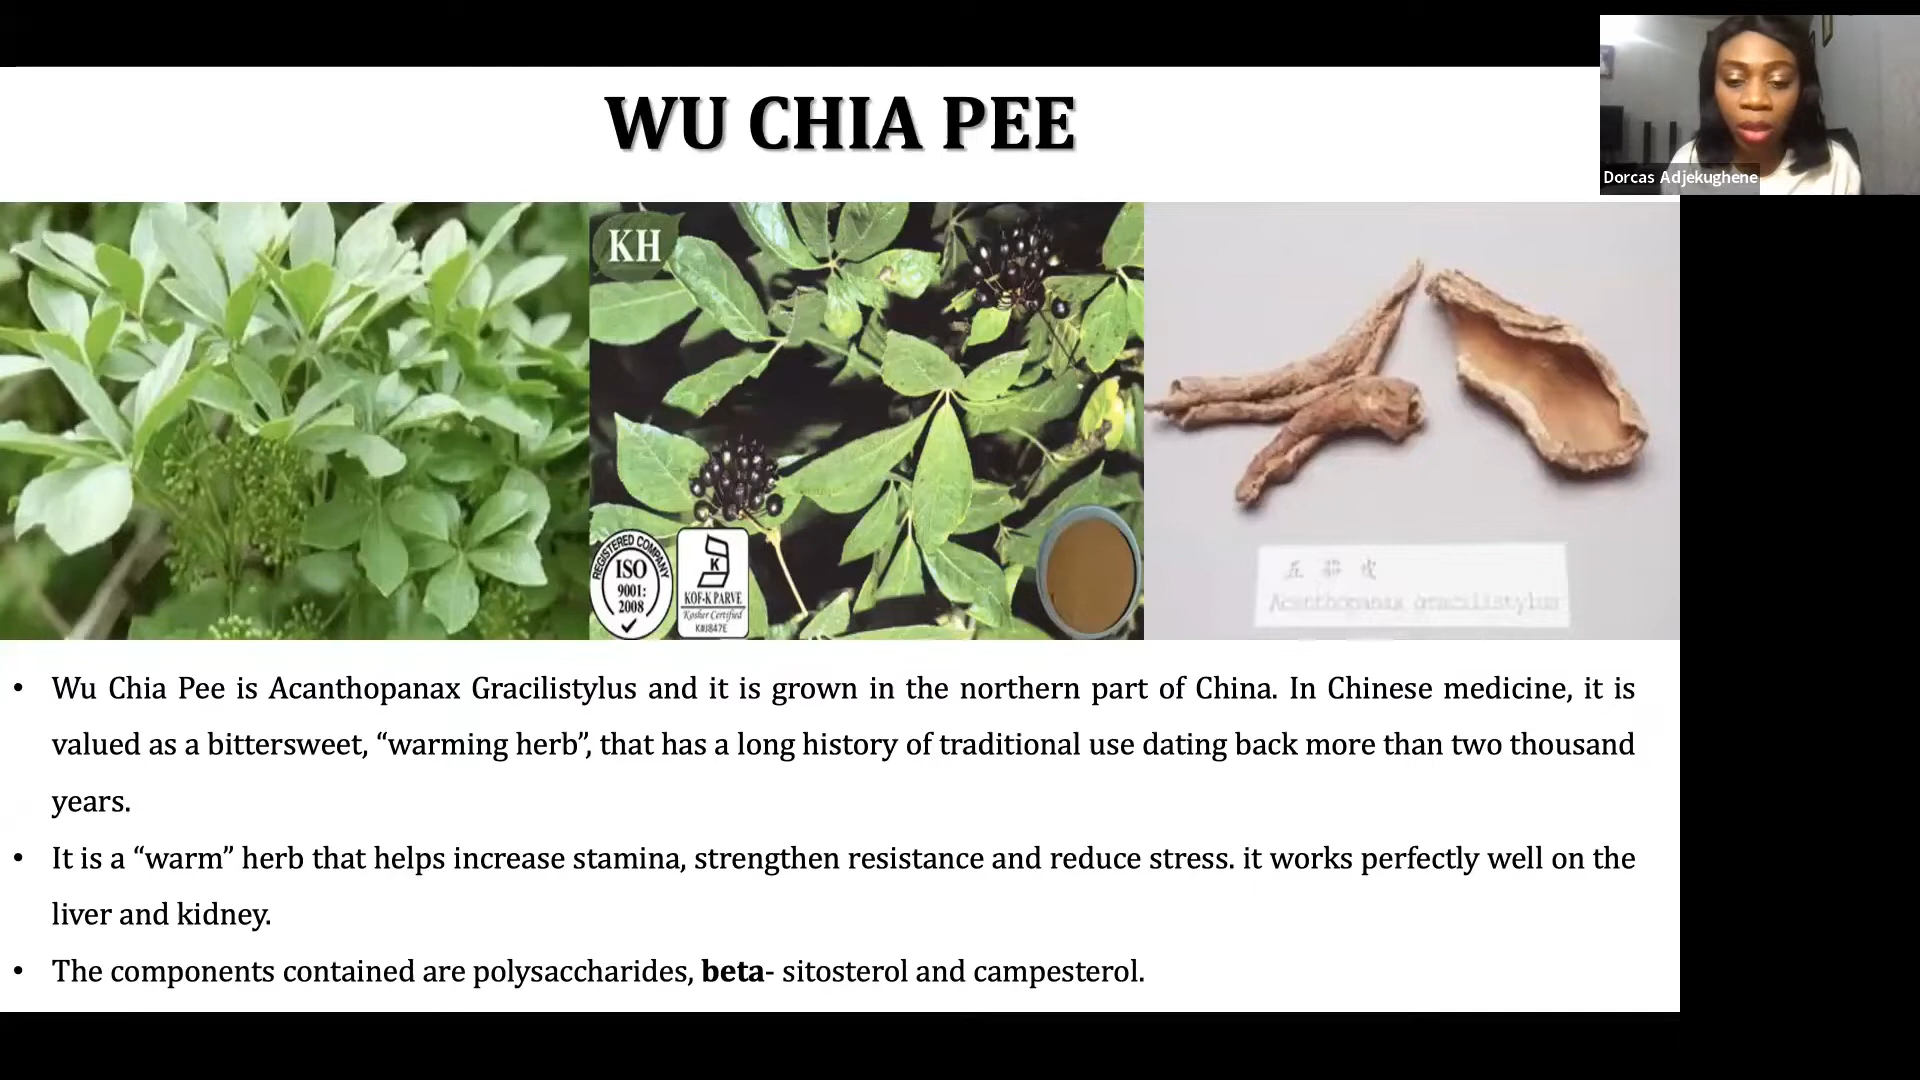 WU CHIA PEE
Dorcas Adjekughene
KH
REGISTERED COMPANY
ISO
9001:
2008
K
KOF-K PARVE
Kosher Certified
五 皮
Acanthopanax gracilistylus
• Wu Chia Pee is Acanthopanax Gracilistylus and it is grown in the northern part of China. In Chinese medicine, it is
valued as a bittersweet, “warming herb”, that has a long history of traditional use dating back more than two thousand
years.
• It is a “warm” herb that helps increase stamina, strengthen resistance and reduce stress. it works perfectly well on the
liver and kidney.
• The components contained are polysaccharides, beta- sitosterol and campesterol.